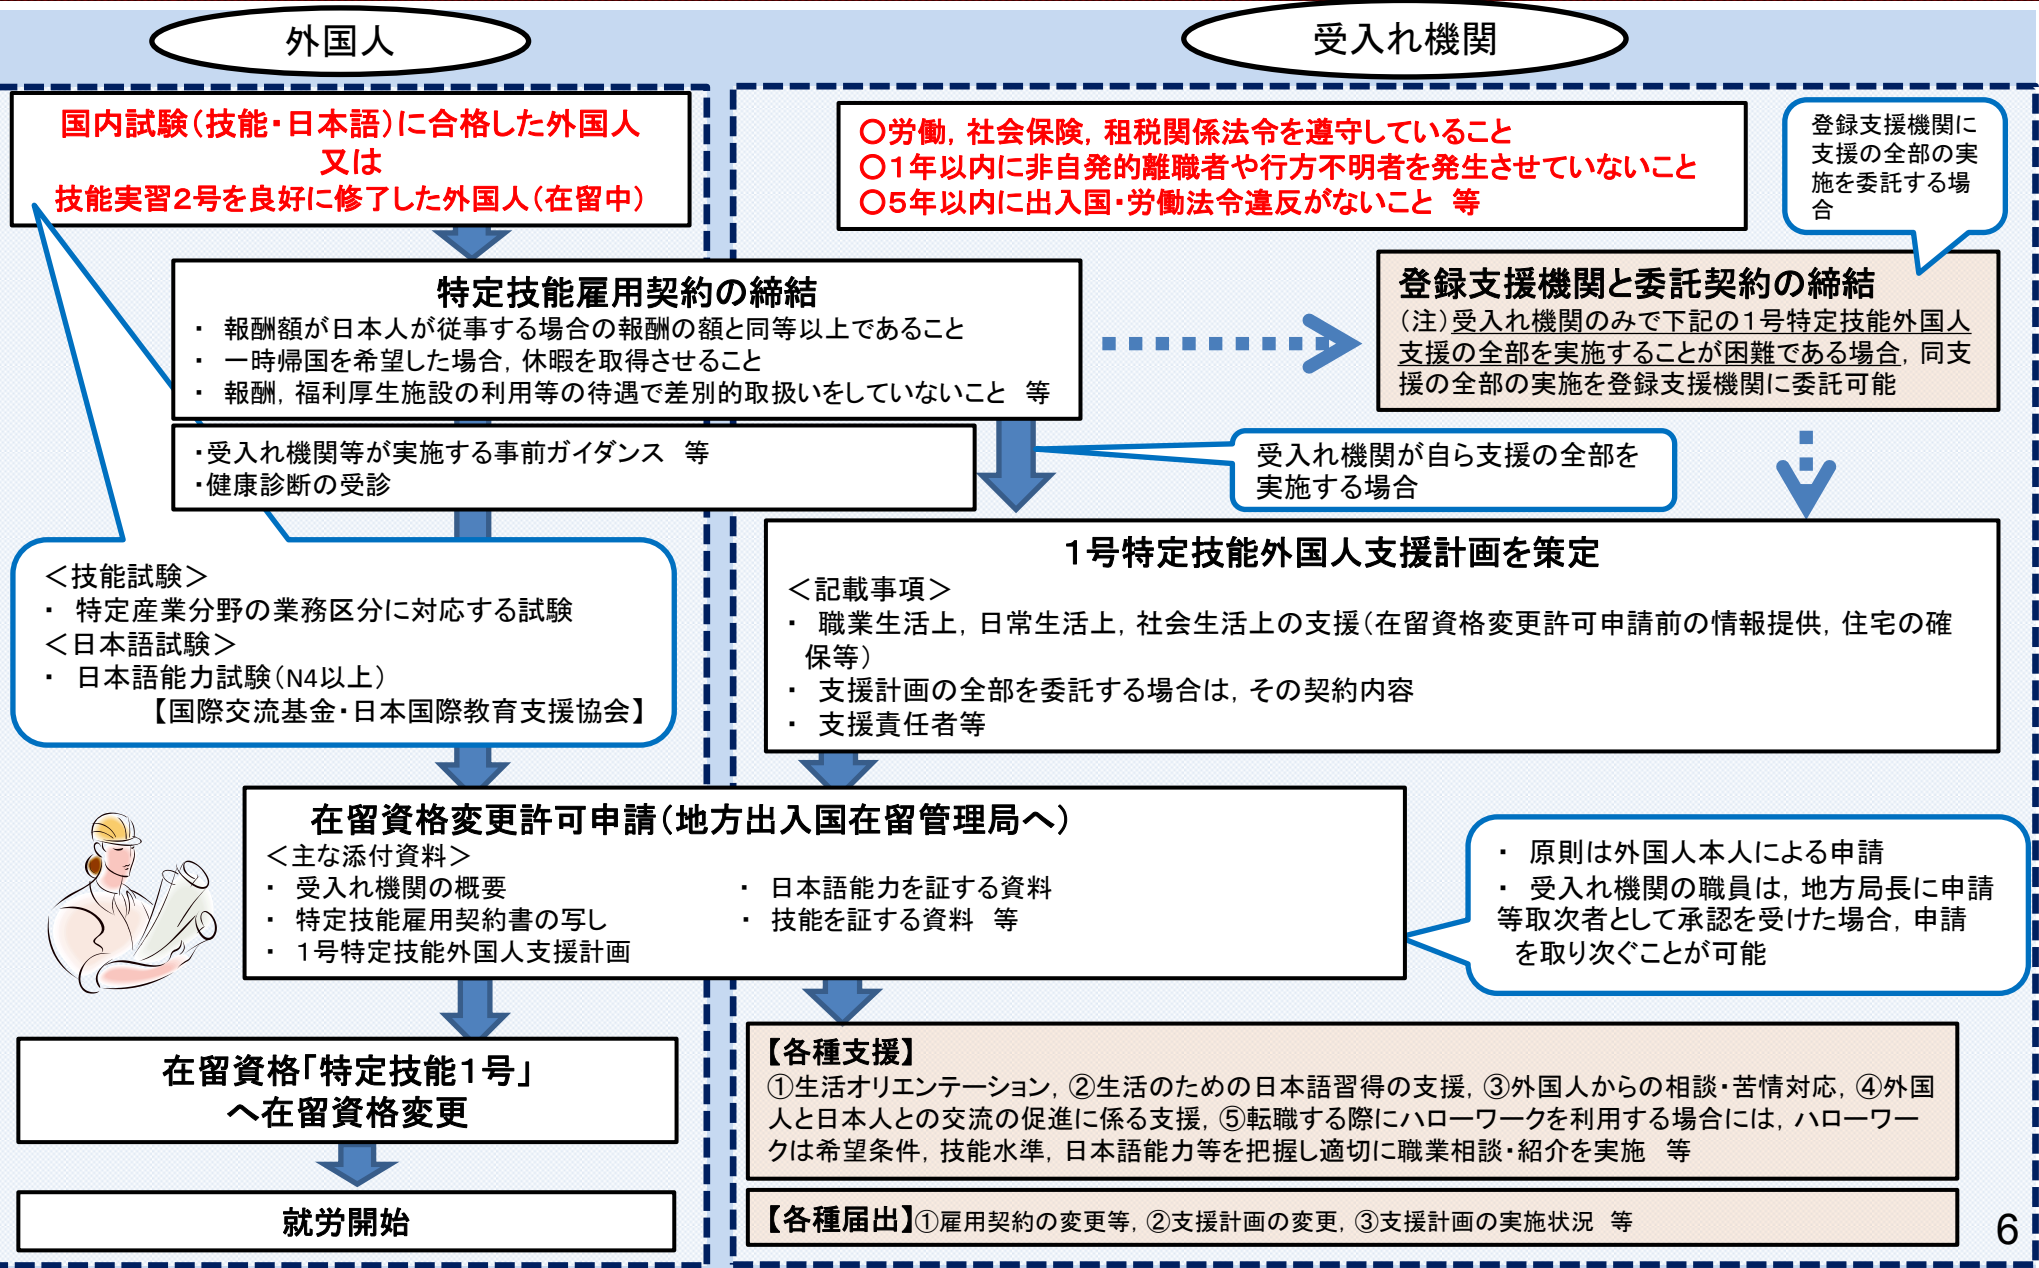 外国人
受入れ機関
国内試験（技能・日本語）に合格した外国人
又は
技能実習２号を良好に修了した外国人（在留中）
○労働，社会保険，租税関係法令を遵守していること
○１年以内に非自発的離職者や行方不明者を発生させていないこと
○５年以内に出入国・労働法令違反がないこと　等
登録支援機関に
支援の全部の実
施を委託する場
合
特定技能雇用契約の締結
・ 報酬額が日本人が従事する場合の報酬の額と同等以上であること
・ 一時帰国を希望した場合，休暇を取得させること
・ 報酬，福利厚生施設の利用等の待遇で差別的取扱いをしていないこと　等
登録支援機関と委託契約の締結
（注）受入れ機関のみで下記の１号特定技能外国人
支援の全部を実施することが困難である場合，同支
援の全部の実施を登録支援機関に委託可能
・受入れ機関等が実施する事前ガイダンス　等
・健康診断の受診
受入れ機関が自ら支援の全部を
実施する場合
＜技能試験＞
・ 特定産業分野の業務区分に対応する試験
＜日本語試験＞
・ 日本語能力試験（N4以上）
【国際交流基金・日本国際教育支援協会】
１号特定技能外国人支援計画を策定
＜記載事項＞
・ 職業生活上，日常生活上，社会生活上の支援（在留資格変更許可申請前の情報提供，住宅の確
保等）
・ 支援計画の全部を委託する場合は，その契約内容
・ 支援責任者等
在留資格変更許可申請（地方出入国在留管理局へ）
＜主な添付資料＞
・ 受入れ機関の概要
・ 特定技能雇用契約書の写し
・ １号特定技能外国人支援計画
・ 日本語能力を証する資料
・ 技能を証する資料　等
・ 原則は外国人本人による申請
・ 受入れ機関の職員は，地方局長に申請
等取次者として承認を受けた場合，申請
を取り次ぐことが可能
在留資格「特定技能１号」
へ在留資格変更
就労開始
【各種支援】
①生活オリエンテーション，②生活のための日本語習得の支援，③外国人からの相談・苦情対応，④外国
人と日本人との交流の促進に係る支援，⑤転職する際にハローワークを利用する場合には，ハローワー
クは希望条件，技能水準，日本語能力等を把握し適切に職業相談・紹介を実施　等
【各種届出】①雇用契約の変更等，②支援計画の変更，③支援計画の実施状況　等
6